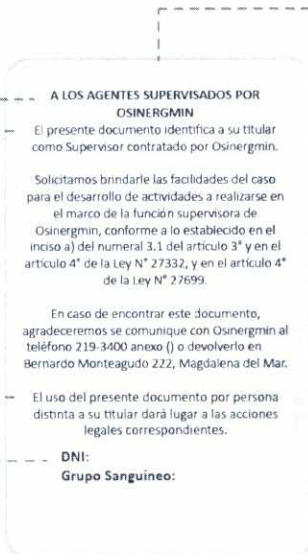 A LOS AGENTES SUPERVISADOS POR
OSINERGMIN
El presente documento identifica a su titular
como Supervisor contratado por Osinergmin.
Solicitamos brindarle las facilidades del caso
para el desarrollo de actividades a realizarse en
el marco de la función supervisora de
Osinergmin, conforme a lo establecido en el
inciso a) del numeral 3.1 del artículo 3° y en el
artículo 4° de la Ley N° 27332, y en el artículo 4°
de la Ley N° 27699.
En caso de encontrar este documento,
agradeceremos se comunique con Osinergmin al
teléfono 219-3400 anexo () o devolverlo en
Bernardo Monteagudo 222, Magdalena del Mar.
El uso del presente documento por persona
distinta a su titular dará lugar a las acciones
legales correspondientes.
DNI:
Grupo Sanguíneo: